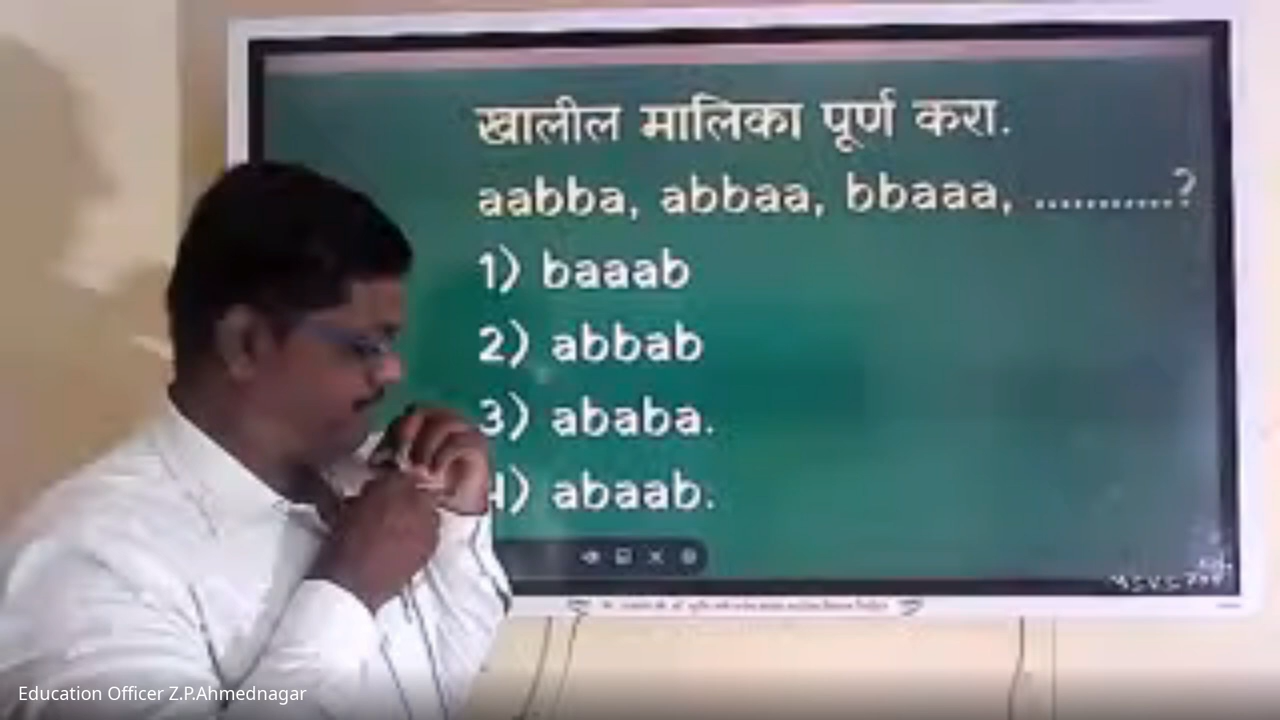 खालील मालिका पूर्ण करा.
aabba, abbaa, bbaaa, ............?
1) baaab
2) abbab
3) ababa.
4) abaab.
Education Officer Z.P.Ahmednagar